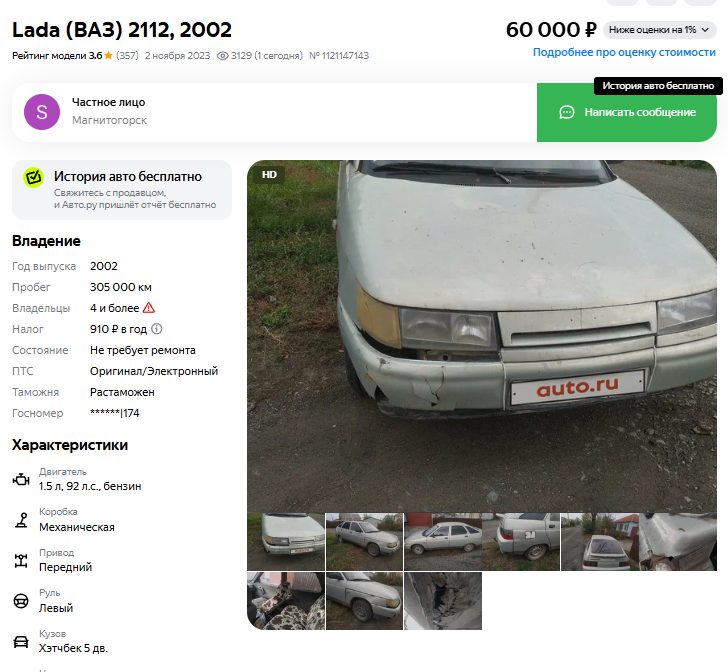 Lada (ВАЗ) 2112, 2002
60 000 ₽
Ниже оценки на 1%
Рейтинг модели 3.6 ★ (357) 2 ноября 2023 3129 (1 сегодня) № 1121147143
Подробнее про оценку стоимости
История авто бесплатно
S
Частное лицо
Магнитогорск
Написать сообщение
История авто бесплатно
Свяжитесь с продавцом,
и Авто.ру пришлёт отчёт бесплатно
HD
auto.ru
Владение
Год выпуска 2002
Пробег 305 000 км
Владельцы 4 и более
Налог 910 ₽ в год
Состояние Не требует ремонта
ПТС Оригинал/Электронный
Таможня Растаможен
Госномер ******|174
Характеристики
Двигатель
1.5 л, 92 л.с., бензин
Коробка
Механическая
Привод
Передний
Руль
Левый
Кузов
Хэтчбек 5 дв.